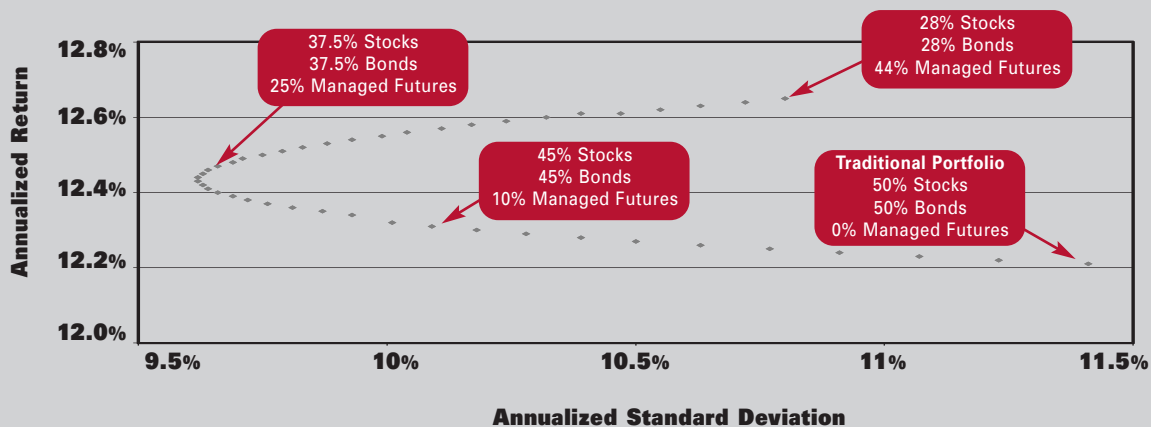 37.5% Stocks
37.5% Bonds
25% Managed Futures
28% Stocks
28% Bonds
44% Managed Futures
45% Stocks
45% Bonds
10% Managed Futures
Traditional Portfolio
50% Stocks
50% Bonds
0% Managed Futures
Annualized Return
12.8%
12.6%
12.4%
12.2%
12.0%
9.5%
10%
10.5%
11%
11.5%
Annualized Standard Deviation